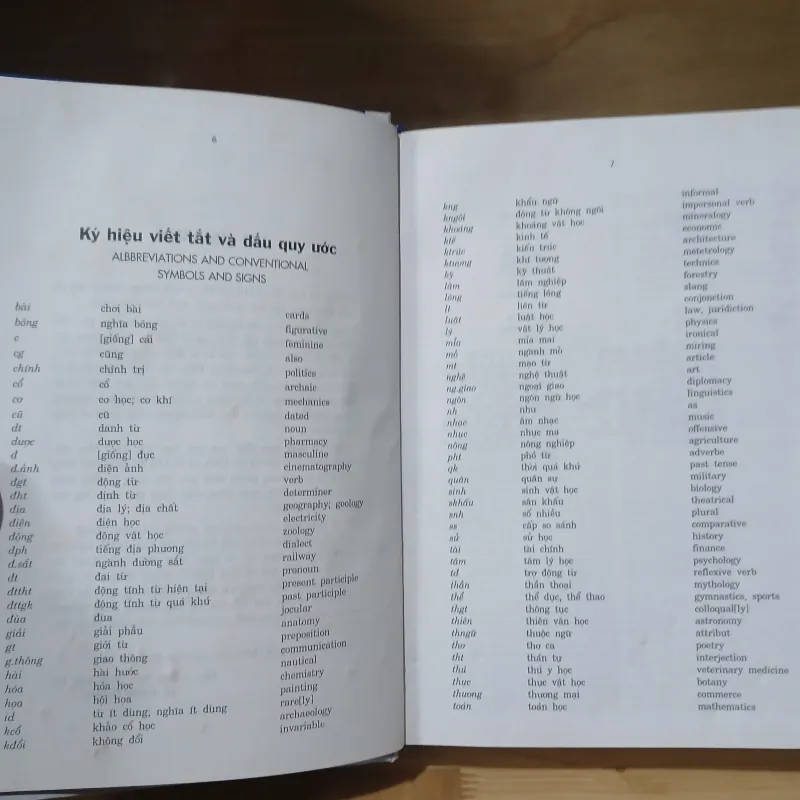 6
Ký hiệu viết tắt và dấu quy ước
ALBBREVIATIONS AND CONVENTIONAL
SYMBOLS AND SIGNS
bài chơi bài cards
bóng nghĩa bóng figurative
c [giống] cái feminine
cg cũng also
chính chính trị politics
cổ cổ archaic
cơ cơ học; cơ khí mechanics
cũ cũ dated
dt danh từ noun
dược dược học pharmacy
đ [giống] đực masculine
đ.ảnh điện ảnh cinematography
đgt động từ verb
đht định từ determiner
địa địa lý; địa chất geography; geology
điện điện học electricity
động động vật học zoology
đph tiếng địa phương dialect
đ.sắt ngành đường sắt railway
đt đại từ pronoun
đttht động tính từ hiện tại present participle
đttgh động tính từ quá khứ past participle
đùa đùa jocular
giải giải phẫu anatomy
gt giới từ preposition
g.thông giao thông communication
hài hài hước nautical
hóa hóa học chemistry
họa hội họa painting
id từ ít dùng; nghĩa ít dùng rare[ly]
kcổ khảo cổ học archaeology
kđổi không đổi invariable
7
kng khẩu ngữ informal
kngôi động từ không ngôi impersonal verb
khoáng khoáng vật học mineralogy
ktế kinh tế economic
ktrúc kiến trúc architecture
ktượng khí tượng metetrology
kỹ kỹ thuật technics
lâm lâm nghiệp forestry
lóng tiếng lóng slang
lt liên từ conjonction
luật luật học law, juridiction
lý vật lý học physics
mỉa mỉa mai ironical
mỏ ngành mỏ miring
mt mạo từ article
nghệ nghệ thuật art
ng.giao ngoại giao diplomacy
ngôn ngôn ngữ học linguistics
nh như as
nhạc âm nhạc music
nhục nhục mạ offensive
nông nông nghiệp agriculture
pht phó từ adverbe
qk thời quá khứ past tense
quân quân sự military
sinh sinh vật học biology
skhấu sân khấu theatrical
snh số nhiều plural
ss cấp so sánh comparative
sử sử học history
tài tài chính finance
tâm tâm lý học psychology
td trợ động từ reflexive verb
thần thần thoại mythology
thể thể dục, thể thao gymnastics, sports
thgt thông tục colloqual[ly]
thiên thiên văn học astronomy
thngữ thuộc ngữ attribut
thơ thơ ca poetry
tht thán từ interjection
thú thú y học veterinary medicine
thực thực vật học botany
thương thương mại commerce
toán toán học mathematics